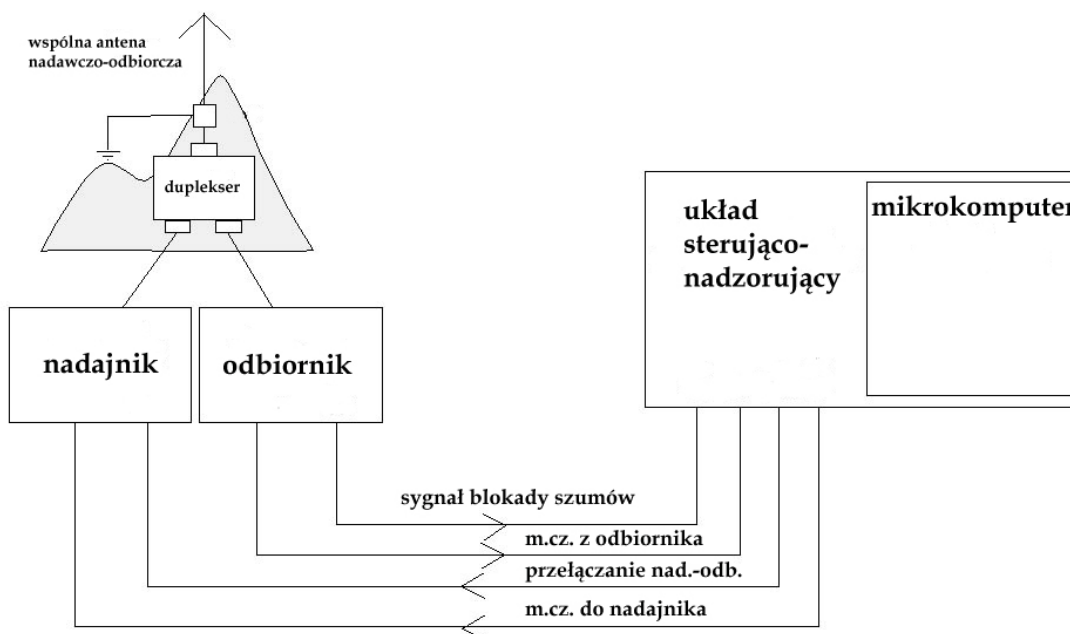 wspólna antena
nadawczo-odbiorcza
duplekser
układ
sterująco-
nadzorujący
mikrokomputer
nadajnik
odbiornik
sygnał blokady szumów
m.cz. z odbiornika
przełączanie nad.-odb.
m.cz. do nadajnika